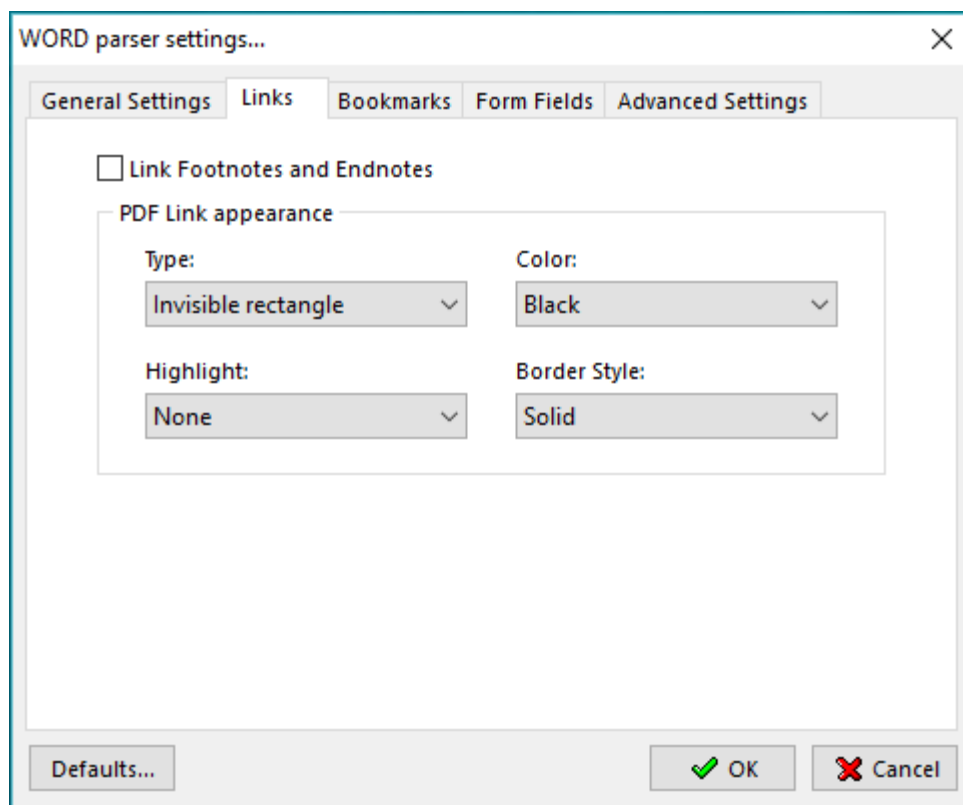 WORD parser settings...
General Settings Links Bookmarks Form Fields Advanced Settings
Link Footnotes and Endnotes
PDF Link appearance
Type: Color:
Invisible rectangle Black
Highlight: Border Style:
None Solid
Defaults... OK Cancel